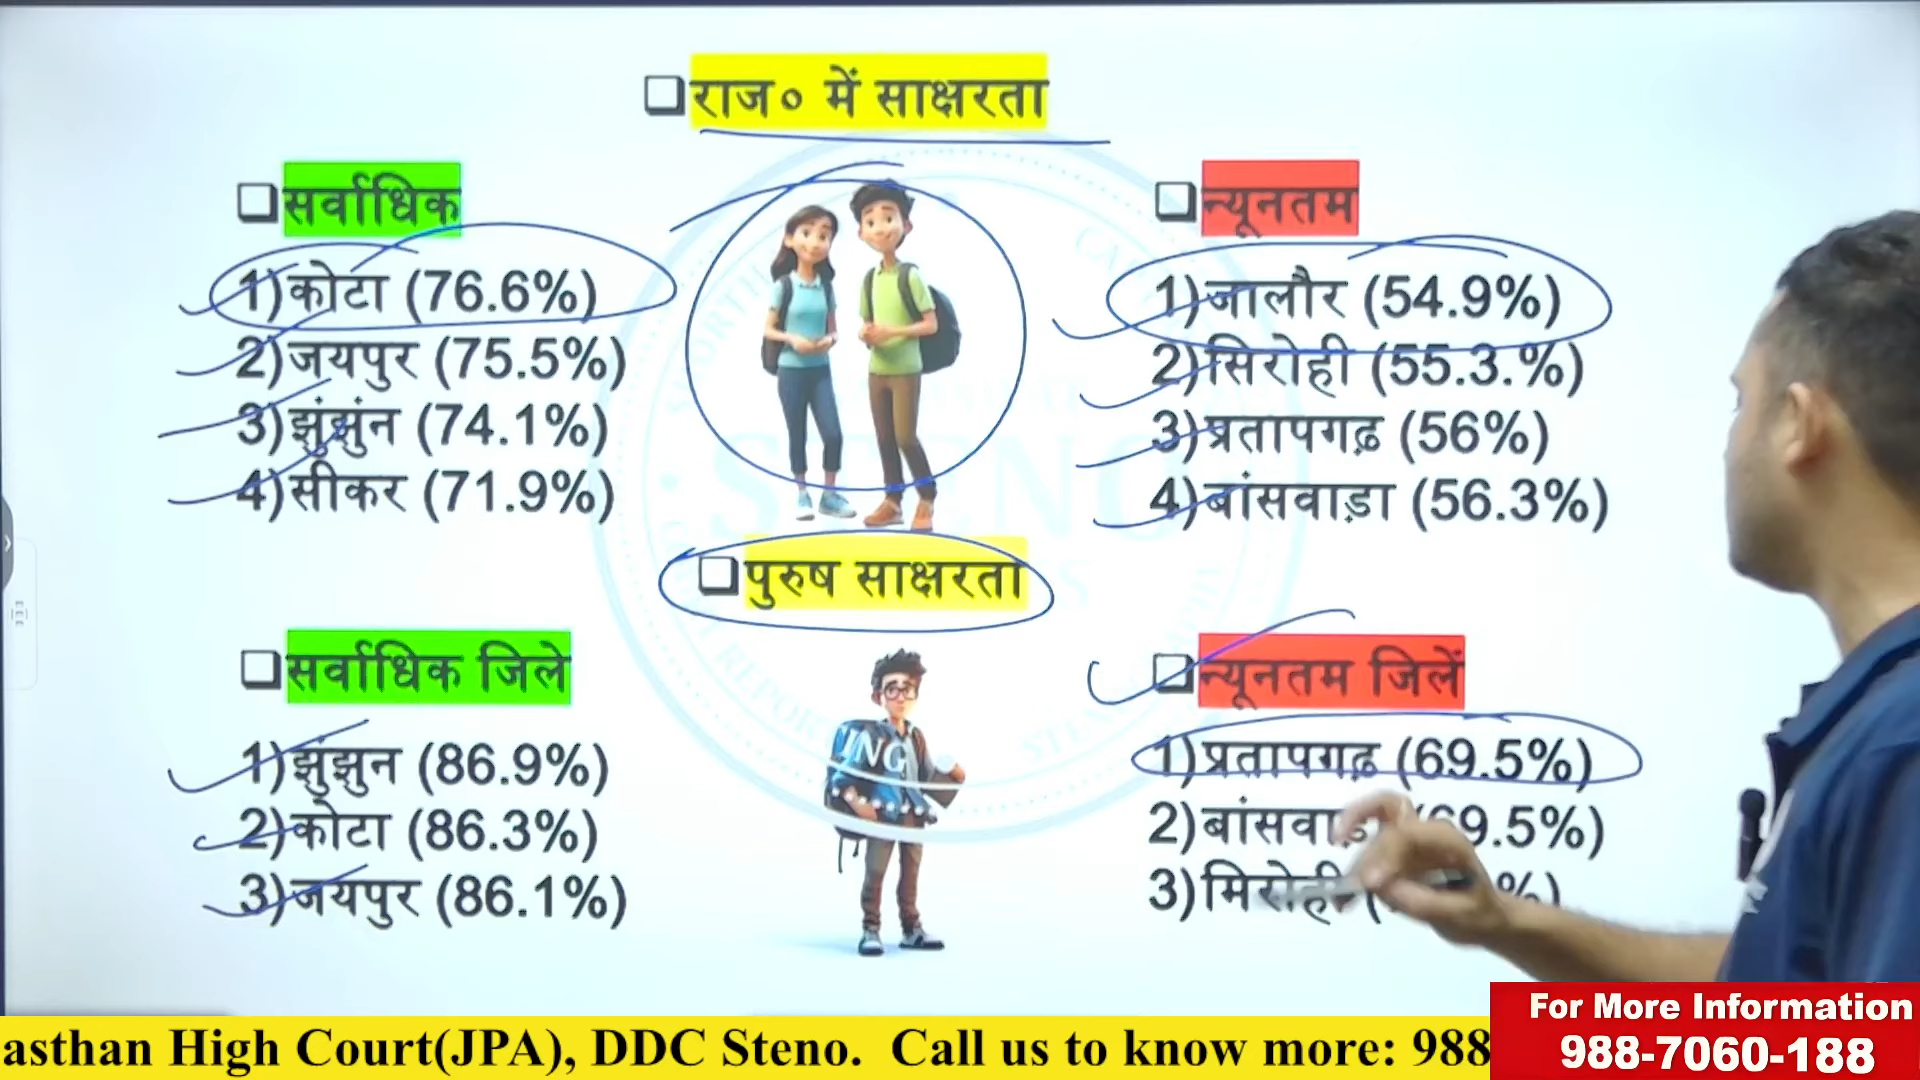 राज० में साक्षरता
सर्वाधिक
1)कोटा (76.6%)
2)जयपुर (75.5%)
3)झुंझुंन (74.1%)
4)सीकर (71.9%)
न्यूनतम
1)जालौर (54.9%)
2)सिरोही (55.3.%)
3)प्रतापगढ़ (56%)
4)बांसवाड़ा (56.3%)
पुरुष साक्षरता
सर्वाधिक जिले
1)झुंझुन (86.9%)
2)कोटा (86.3%)
3)जयपुर (86.1%)
न्यूनतम जिलें
1)प्रतापगढ़ (69.5%)
2) 69.5%)
3) %)
asthan High Court(JPA), DDC Steno. Call us to know more: 988
For More Information
988-7060-188